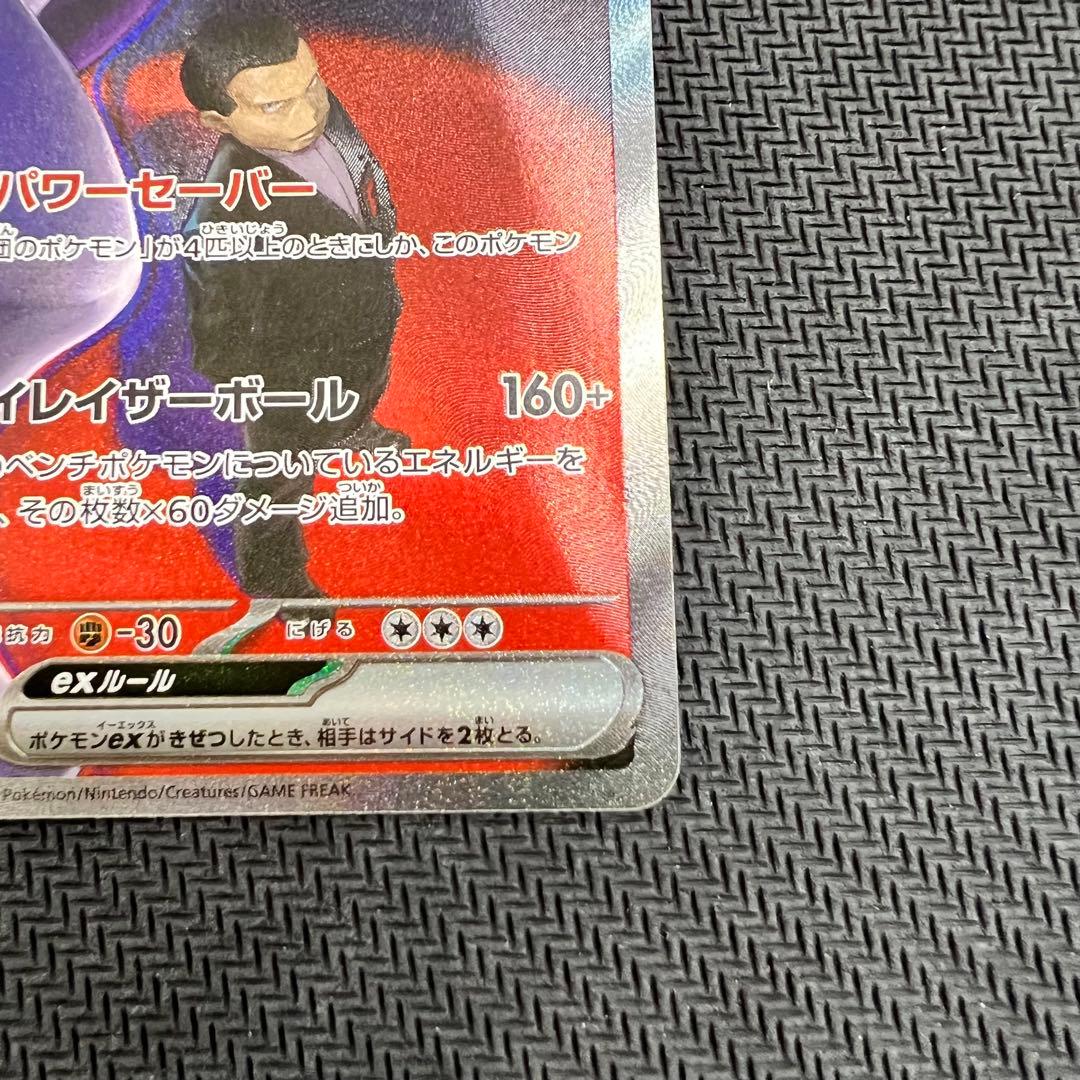 パワーセーバー
団のポケモン」が4匹以上のときにしか、このポケモン
イレイザーボール 160+
のベンチポケモンについているエネルギーを
、その枚数×60ダメージ追加。
抗力 -30 にげる
exルール
ポケモンexがきぜつしたとき、相手はサイドを2枚とる。
Pokémon/Nintendo/Creatures/GAME FREAK